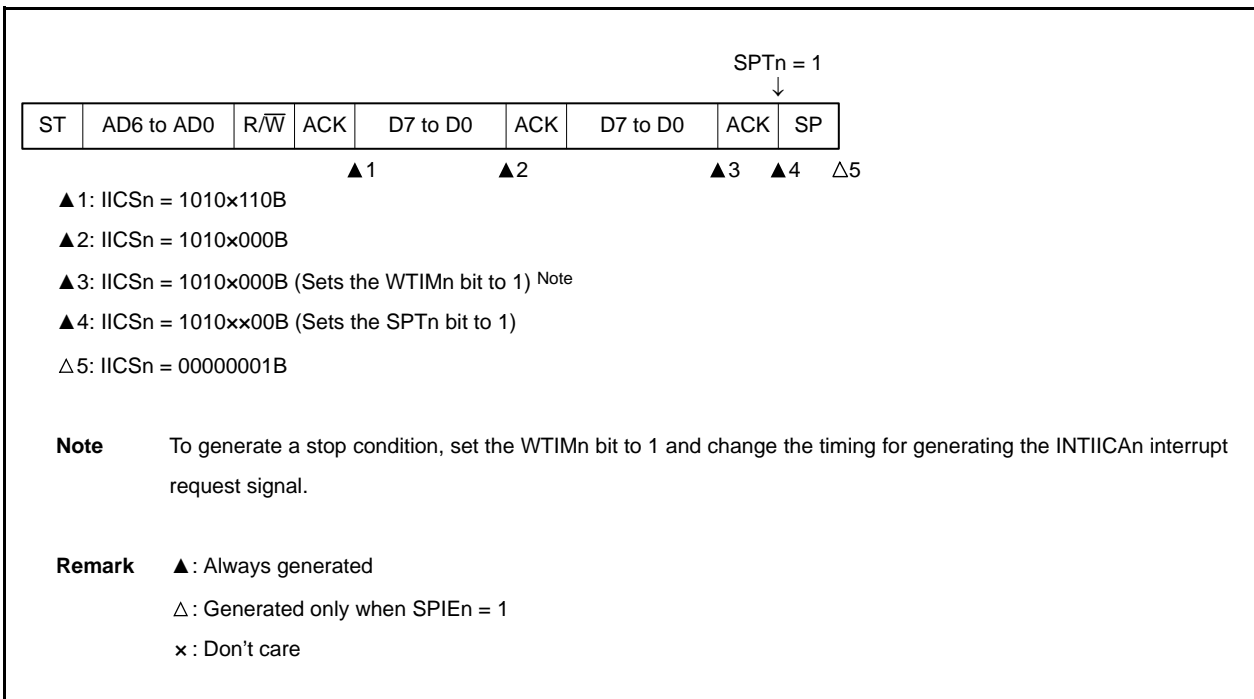 SPTn = 1
↓
ST AD6 to AD0 R/W̅ ACK D7 to D0 ACK D7 to D0 ACK SP
▲1 ▲2 ▲3 ▲4 △5
▲1: IICSn = 1010×110B
▲2: IICSn = 1010×000B
▲3: IICSn = 1010×000B (Sets the WTIMn bit to 1) Note
▲4: IICSn = 1010××00B (Sets the SPTn bit to 1)
△5: IICSn = 00000001B
Note To generate a stop condition, set the WTIMn bit to 1 and change the timing for generating the INTIICAn interrupt
request signal.
Remark ▲: Always generated
△: Generated only when SPIEn = 1
×: Don't care